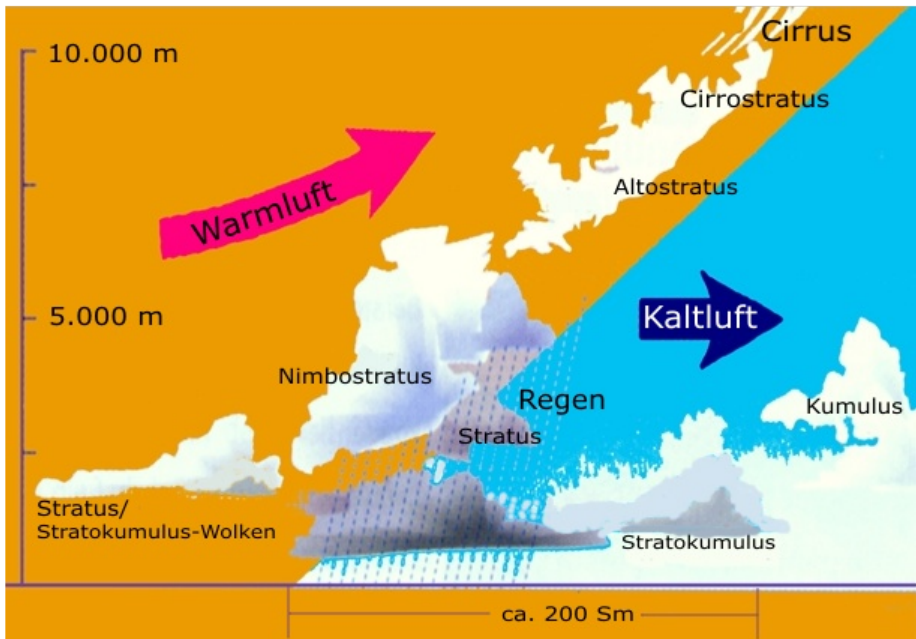 Cirrus
10.000 m
Cirrostratus
Altostratus
Warmluft
5.000 m
Kaltluft
Nimbostratus
Regen
Kumulus
Stratus
Stratus/
Stratokumulus-Wolken
Stratokumulus
ca. 200 Sm